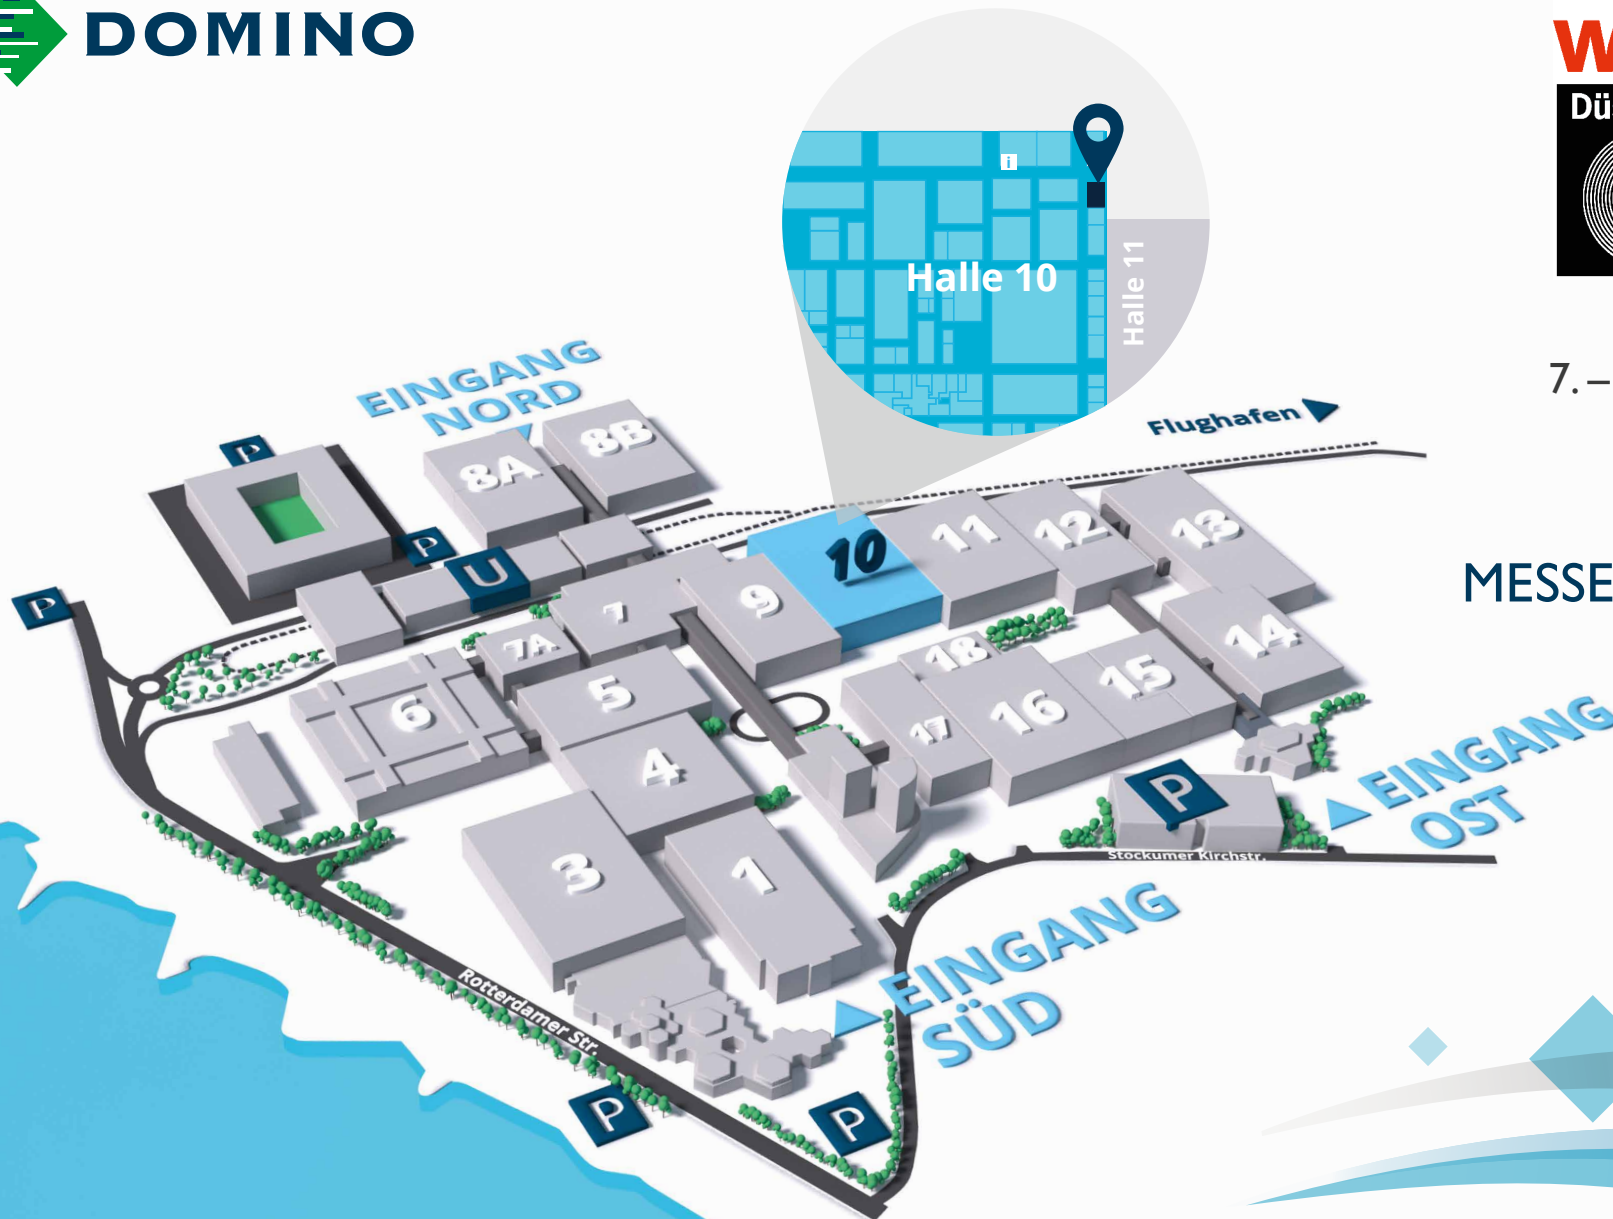 DOMINO
W
Dü
i
Halle 10
Halle 11
7. –
EINGANG
NORD
Flughafen
P
8A
8B
P
U
P
10
11
12
13
9
7
7A
18
14
15
16
17
5
6
4
3
1
MESSE
EINGANG
OST
P
Stockumer Kirchstr.
EINGANG
SÜD
Rotterdamer Str.
P
P